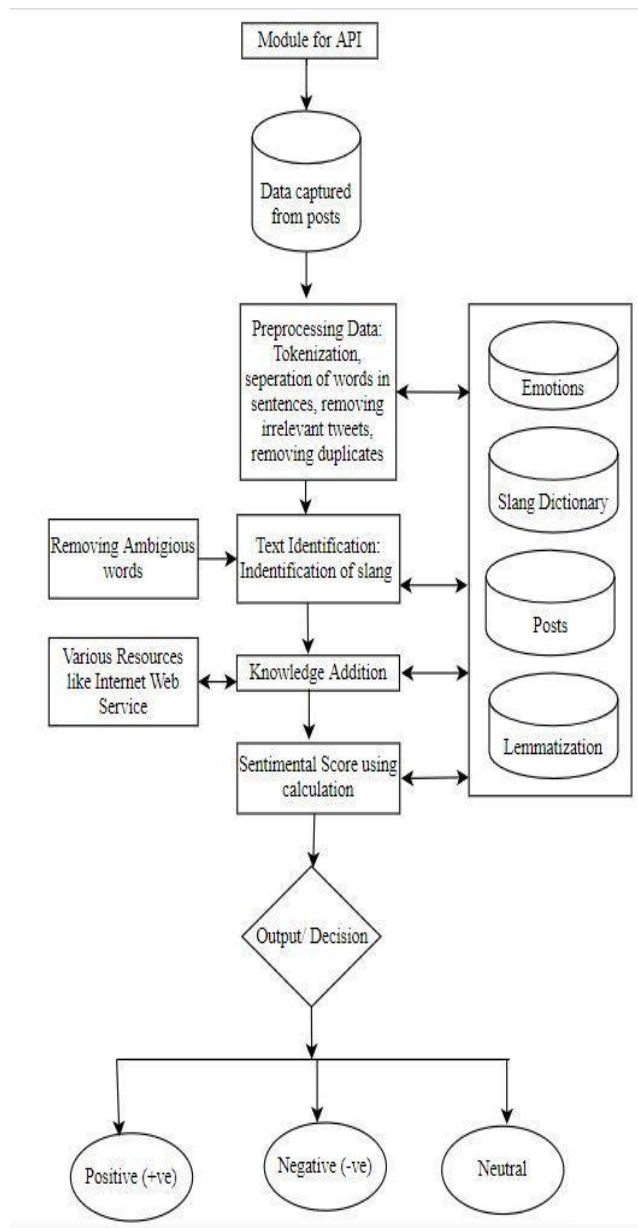 Module for API
Data captured
from posts
Preprocessing Data:
Tokenization,
seperation of words in
sentences, removing
irrelevant tweets,
removing duplicates
Emotions
Slang Dictionary
Removing Ambigious
words
Text Identification:
Indentification of slang
Posts
Various Resources
like Internet Web
Service
Knowledge Addition
Lemmatization
Sentimental Score using
calculation
Output/ Decision
Positive (+ve)
Negative (-ve)
Neutral